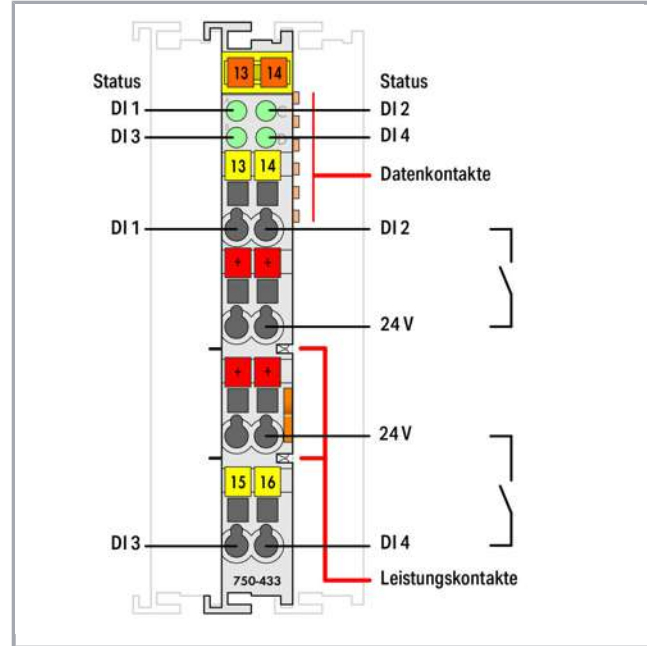 13 14
Status Status
DI 1 DI 2
DI 3 DI 4
13 14
Datenkontakte
DI 1 DI 2
+ +
24 V
+ +
24 V
15 16
DI 3 DI 4
750-433
Leistungskontakte